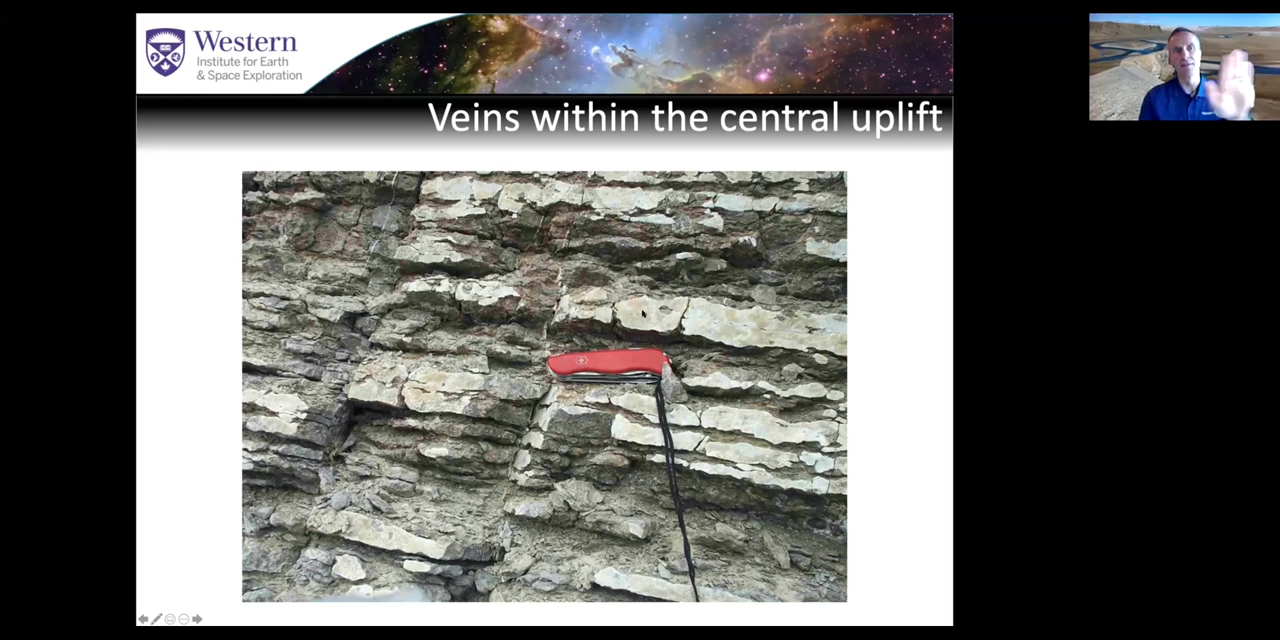 Western
Institute for Earth
& Space Exploration
Veins within the central uplift